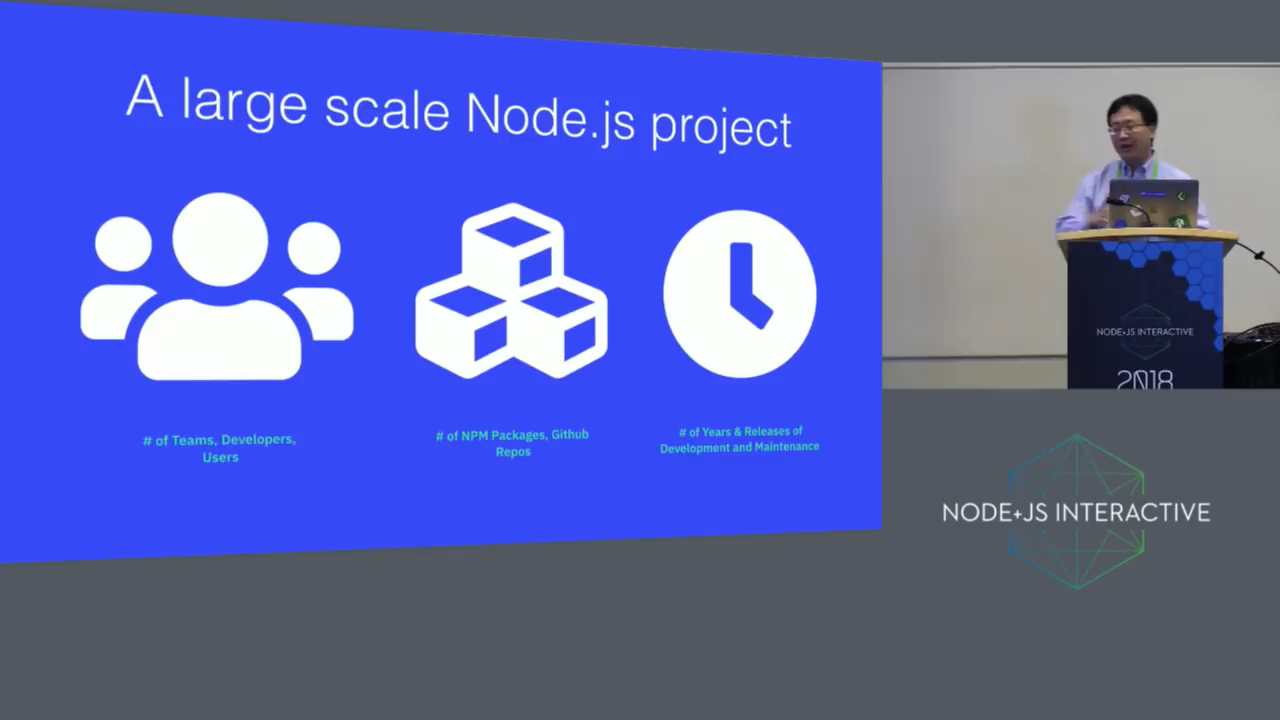 A large scale Node.js project
# of Teams, Developers,
Users
# of NPM Packages, Github
Repos
# of Years & Releases of
Development and Maintenance
NODE+JS INTERACTIVE
2018
NODE+JS INTERACTIVE